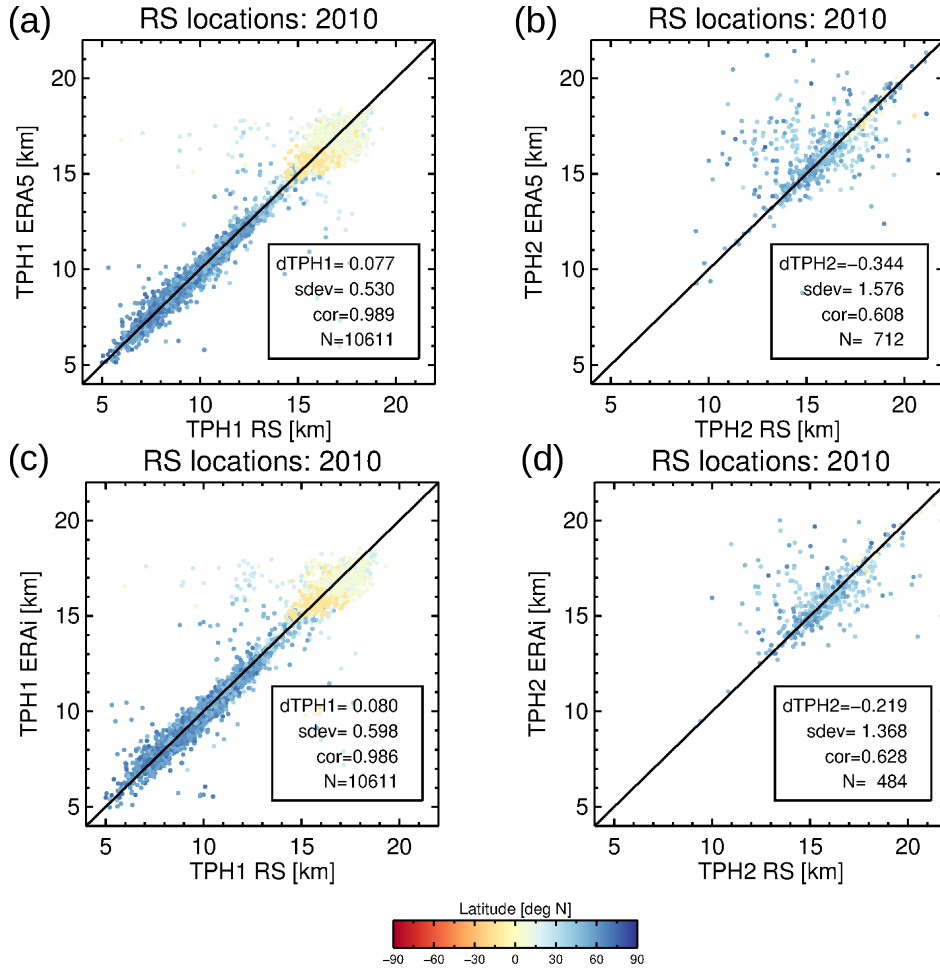 (a) RS locations: 2010
TPH1 ERA5 [km]
20
15
10
5
dTPH1= 0.077
sdev= 0.530
cor=0.989
N=10611
5 10 15 20
TPH1 RS [km]
(b) RS locations: 2010
TPH2 ERA5 [km]
20
15
10
5
dTPH2=−0.344
sdev= 1.576
cor=0.608
N= 712
5 10 15 20
TPH2 RS [km]
(c) RS locations: 2010
TPH1 ERAi [km]
20
15
10
5
dTPH1= 0.080
sdev= 0.598
cor=0.986
N=10611
5 10 15 20
TPH1 RS [km]
(d) RS locations: 2010
TPH2 ERAi [km]
20
15
10
5
dTPH2=−0.219
sdev= 1.368
cor=0.628
N= 484
5 10 15 20
TPH2 RS [km]
Latitude [deg N]
−90 −60 −30 0 30 60 90